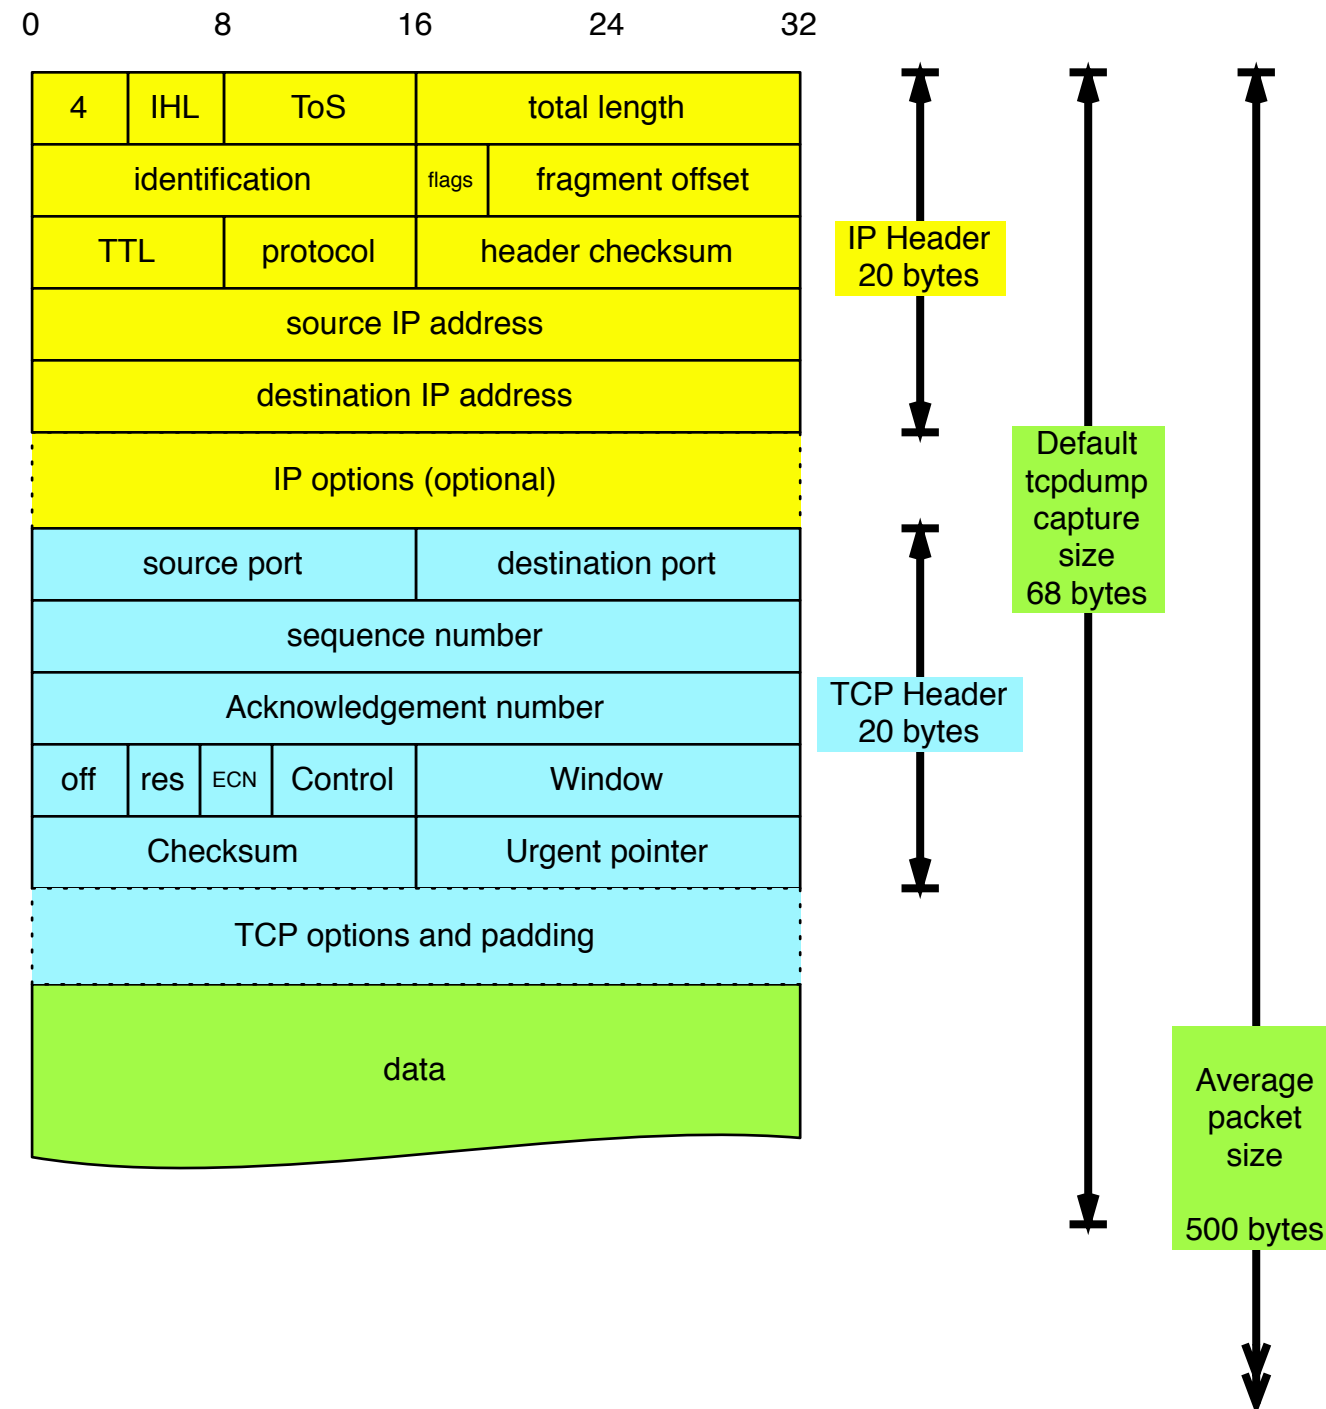 0 8 16 24 32
4 IHL ToS total length
identification flags fragment offset
TTL protocol header checksum
source IP address
destination IP address
IP options (optional)
source port destination port
sequence number
Acknowledgement number
off res ECN Control Window
Checksum Urgent pointer
TCP options and padding
data
IP Header
20 bytes
TCP Header
20 bytes
Default
tcpdump
capture
size
68 bytes
Average
packet
size
500 bytes